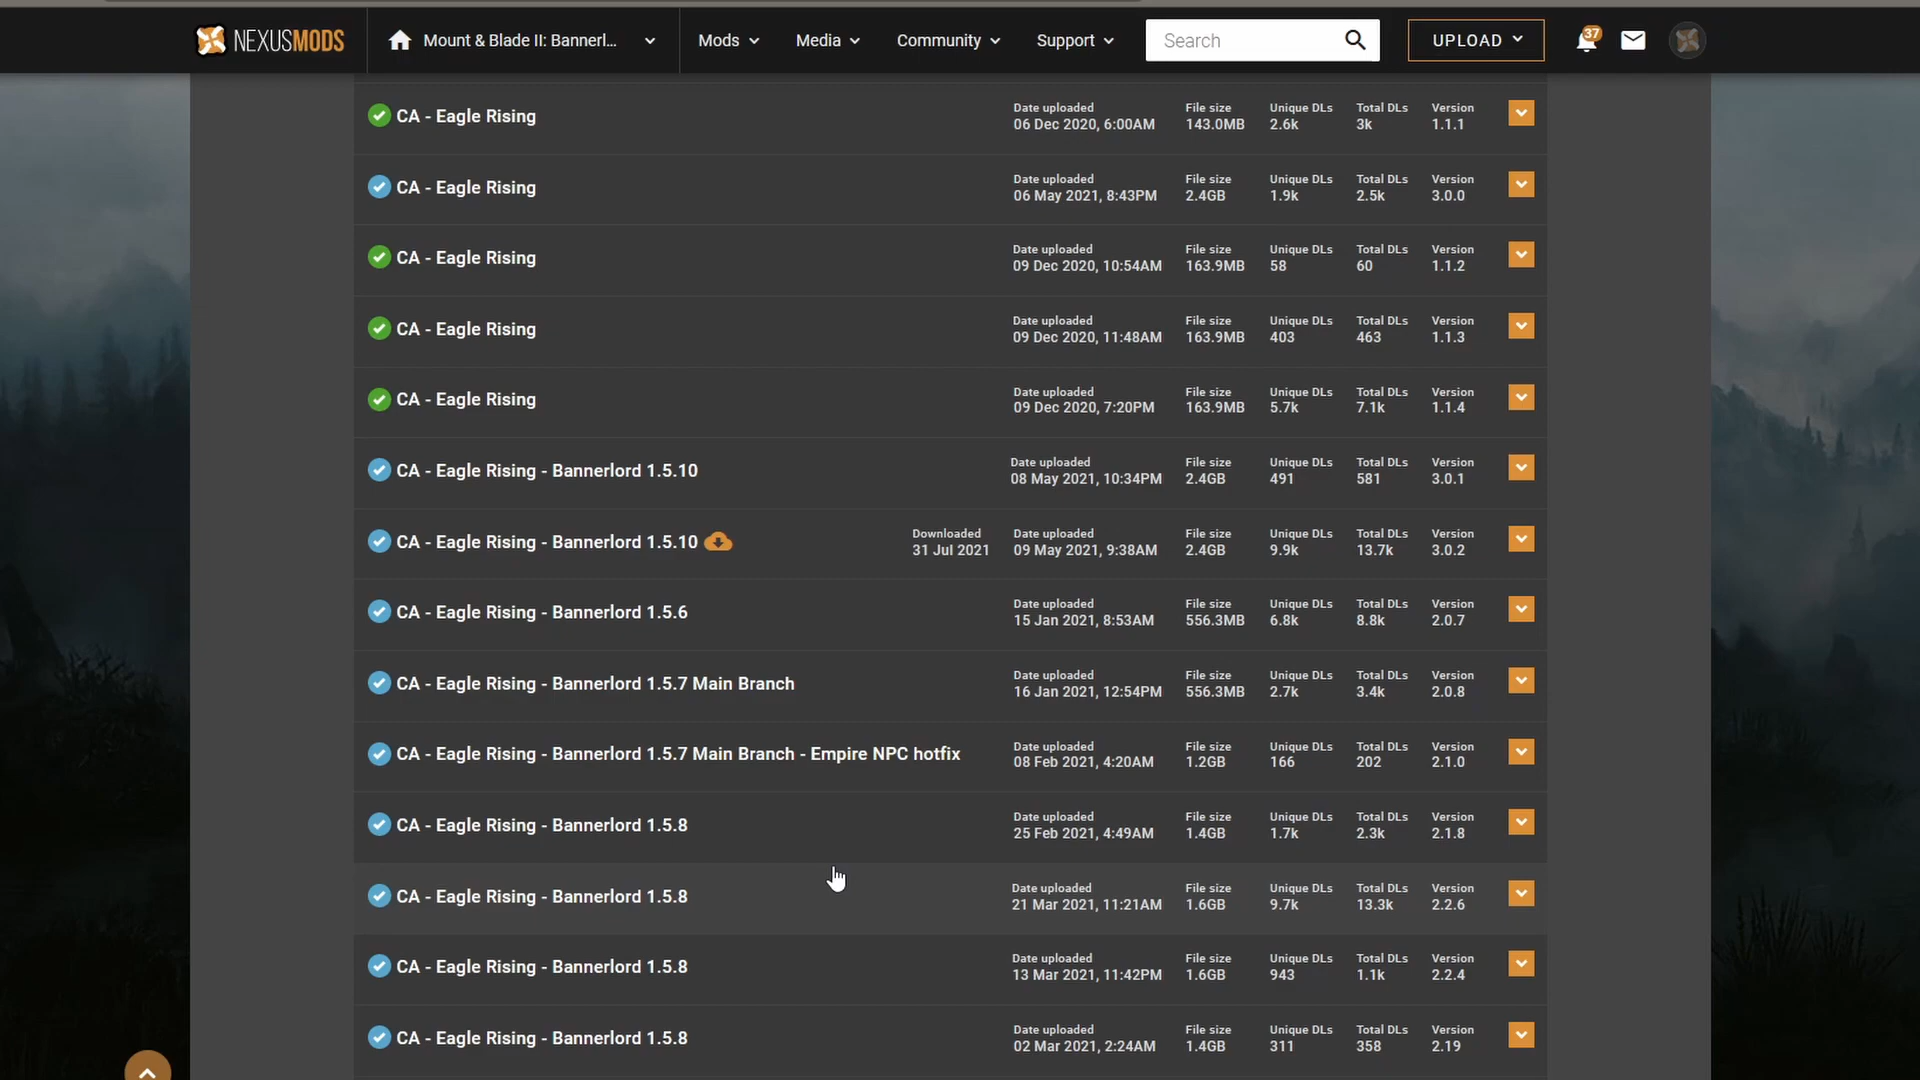 NEXUSMODS Mount & Blade II: Bannerl... Mods Media Community Support Search UPLOAD 37
CA - Eagle Rising Date uploaded File size Unique DLs Total DLs Version
06 Dec 2020, 6:00AM 143.0MB 2.6k 3k 1.1.1
CA - Eagle Rising Date uploaded File size Unique DLs Total DLs Version
06 May 2021, 8:43PM 2.4GB 1.9k 2.5k 3.0.0
CA - Eagle Rising Date uploaded File size Unique DLs Total DLs Version
09 Dec 2020, 10:54AM 163.9MB 58 60 1.1.2
CA - Eagle Rising Date uploaded File size Unique DLs Total DLs Version
09 Dec 2020, 11:48AM 163.9MB 403 463 1.1.3
CA - Eagle Rising Date uploaded File size Unique DLs Total DLs Version
09 Dec 2020, 7:20PM 163.9MB 5.7k 7.1k 1.1.4
CA - Eagle Rising - Bannerlord 1.5.10 Date uploaded File size Unique DLs Total DLs Version
08 May 2021, 10:34PM 2.4GB 491 581 3.0.1
CA - Eagle Rising - Bannerlord 1.5.10 Downloaded Date uploaded File size Unique DLs Total DLs Version
31 Jul 2021 09 May 2021, 9:38AM 2.4GB 9.9k 13.7k 3.0.2
CA - Eagle Rising - Bannerlord 1.5.6 Date uploaded File size Unique DLs Total DLs Version
15 Jan 2021, 8:53AM 556.3MB 6.8k 8.8k 2.0.7
CA - Eagle Rising - Bannerlord 1.5.7 Main Branch Date uploaded File size Unique DLs Total DLs Version
16 Jan 2021, 12:54PM 556.3MB 2.7k 3.4k 2.0.8
CA - Eagle Rising - Bannerlord 1.5.7 Main Branch - Empire NPC hotfix Date uploaded File size Unique DLs Total DLs Version
08 Feb 2021, 4:20AM 1.2GB 166 202 2.1.0
CA - Eagle Rising - Bannerlord 1.5.8 Date uploaded File size Unique DLs Total DLs Version
25 Feb 2021, 4:49AM 1.4GB 1.7k 2.3k 2.1.8
CA - Eagle Rising - Bannerlord 1.5.8 Date uploaded File size Unique DLs Total DLs Version
21 Mar 2021, 11:21AM 1.6GB 9.7k 13.3k 2.2.6
CA - Eagle Rising - Bannerlord 1.5.8 Date uploaded File size Unique DLs Total DLs Version
13 Mar 2021, 11:42PM 1.6GB 943 1.1k 2.2.4
CA - Eagle Rising - Bannerlord 1.5.8 Date uploaded File size Unique DLs Total DLs Version
02 Mar 2021, 2:24AM 1.4GB 311 358 2.19